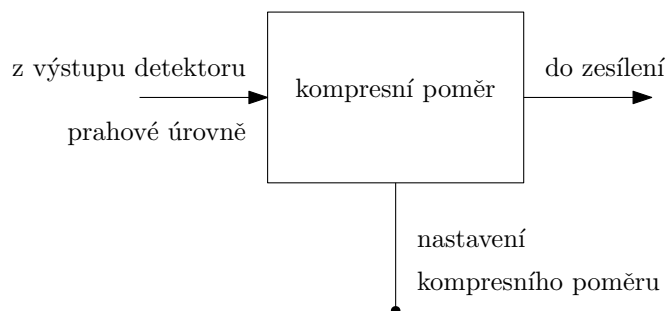 z výstupu detektoru
prahové úrovně
kompresní poměr
do zesílení
nastavení
kompresního poměru